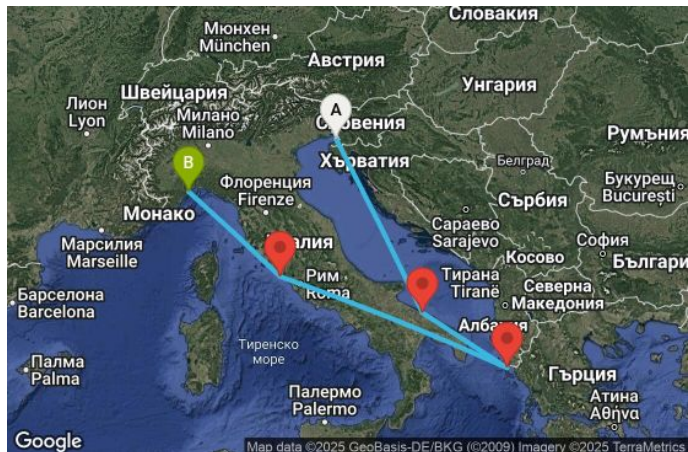 Словакия
Мюнхен
München
Австрия
Унгария
Швейцария
Лион
Lyon
Милано
Milano
A
Словения
Румъния
Хърватия
Белград
B
Флоренция
Firenze
Монако
Сърбия
Букурещ
București
Марсилия
Marseille
Италия
Сараево
Sarajevo
Косово
София
България
Рим
Roma
Тирана
Tiranë
Северна
Македония
Барселона
Barcelona
Албания
Тиренско
море
Палма
Palma
Гърция
Палермо
Palermo
Атина
Αθήνα
Google
Map data ©2025 GeoBasis-DE/BKG (©2009) Imagery ©2025 TerraMetrics